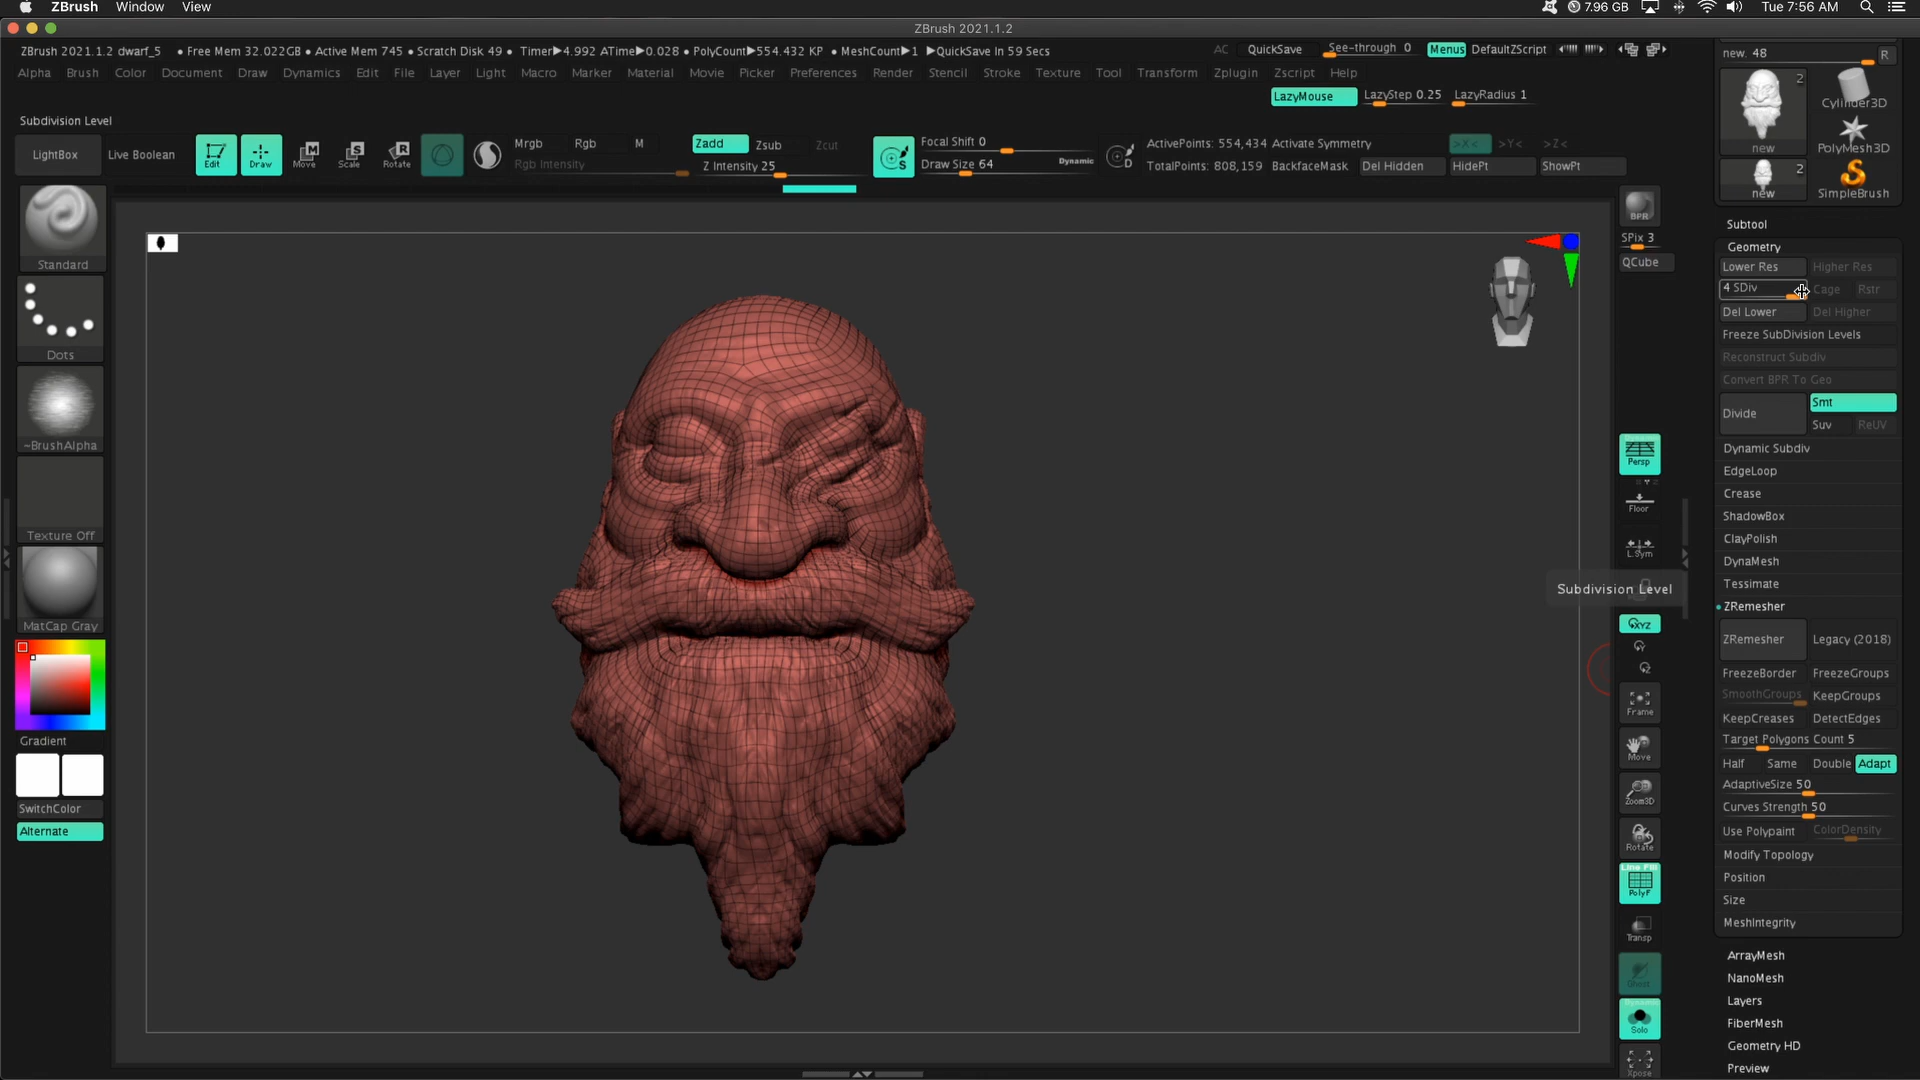 ZBrush Window View 7.96 GB Tue 7:56 AM
ZBrush 2021.1.2
ZBrush 2021.1.2 dwarf_5 • Free Mem 32.022GB • Active Mem 745 • Scratch Disk 49 • Timer▶4.992 ATime▶0.028 • PolyCount▶554.432 KP • MeshCount▶1 ▶QuickSave In 59 Secs AC QuickSave See-through 0 Menus DefaultZScript
Alpha Brush Color Document Draw Dynamics Edit File Layer Light Macro Marker Material Movie Picker Preferences Render Stencil Stroke Texture Tool Transform Zplugin Zscript Help
LazyMouse LazyStep 0.25 LazyRadius 1
Subdivision Level
LightBox Live Boolean Edit Draw Move Scale Rotate
Mrgb Rgb M Zadd Zsub Zcut Focal Shift 0 ActivePoints: 554,434 Activate Symmetry >X< >Y< >Z<
Rgb Intensity Z Intensity 25 S Draw Size 64 Dynamic D TotalPoints: 808,159 BackfaceMask Del Hidden HidePt ShowPt
Standard
Dots
~BrushAlpha
Texture Off
MatCap Gray
Gradient
SwitchColor
Alternate
BPR
SPix 3
QCube
Persp
Floor
L.Sym
Subdivision Level
XYZ
Frame
Move
Zoom3D
Rotate
Line Fill
PolyF
Transp
Ghost
Dynamic
Solo
Xpose
new. 48 R
2
Cylinder3D
new PolyMesh3D
2
new SimpleBrush
Subtool
Geometry
Lower Res Higher Res
4 SDiv Cage Rstr
Del Lower Del Higher
Freeze SubDivision Levels
Reconstruct Subdiv
Convert BPR To Geo
Divide Smt
Suv ReUV
Dynamic Subdiv
EdgeLoop
Crease
ShadowBox
ClayPolish
DynaMesh
Tessimate
ZRemesher
ZRemesher Legacy (2018)
FreezeBorder FreezeGroups
SmoothGroups KeepGroups
KeepCreases DetectEdges
Target Polygons Count 5
Half Same Double Adapt
AdaptiveSize 50
Curves Strength 50
Use Polypaint ColorDensity
Modify Topology
Position
Size
MeshIntegrity
ArrayMesh
NanoMesh
Layers
FiberMesh
Geometry HD
Preview